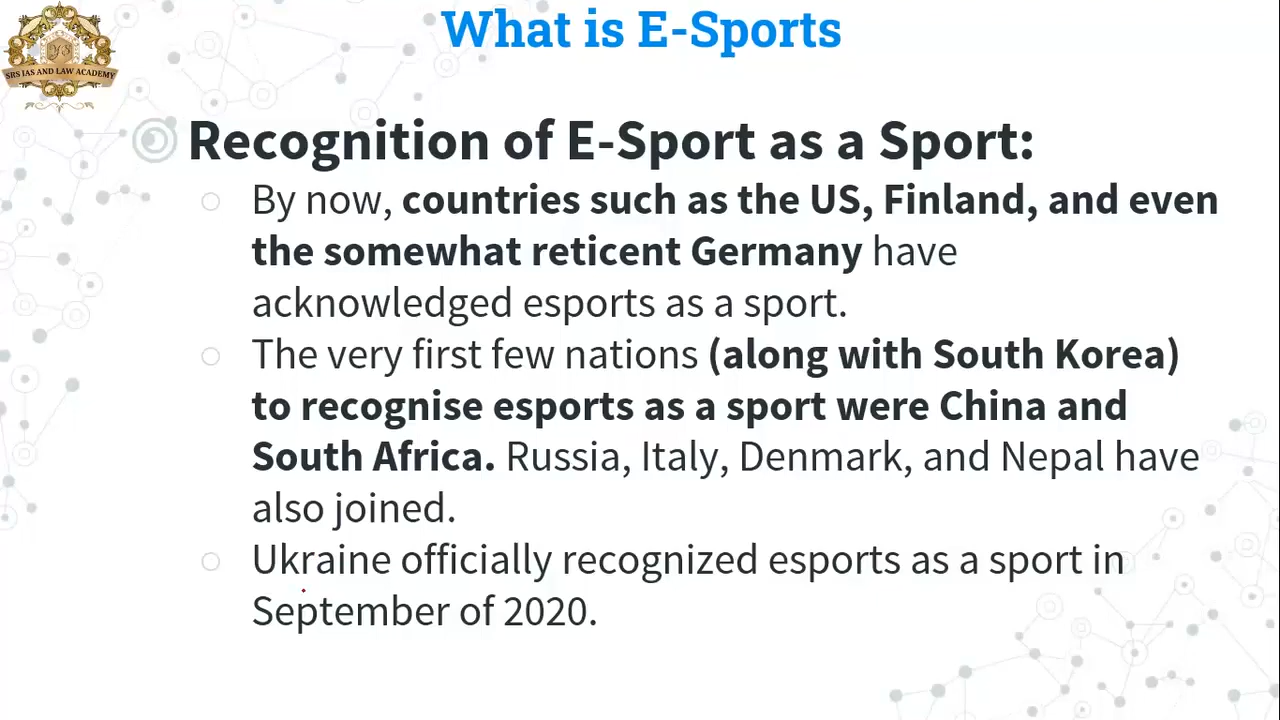 What is E-Sports
SRS IAS AND LAW ACADEMY
Recognition of E-Sport as a Sport:
By now, countries such as the US, Finland, and even
the somewhat reticent Germany have
acknowledged esports as a sport.
The very first few nations (along with South Korea)
to recognise esports as a sport were China and
South Africa. Russia, Italy, Denmark, and Nepal have
also joined.
Ukraine officially recognized esports as a sport in
September of 2020.